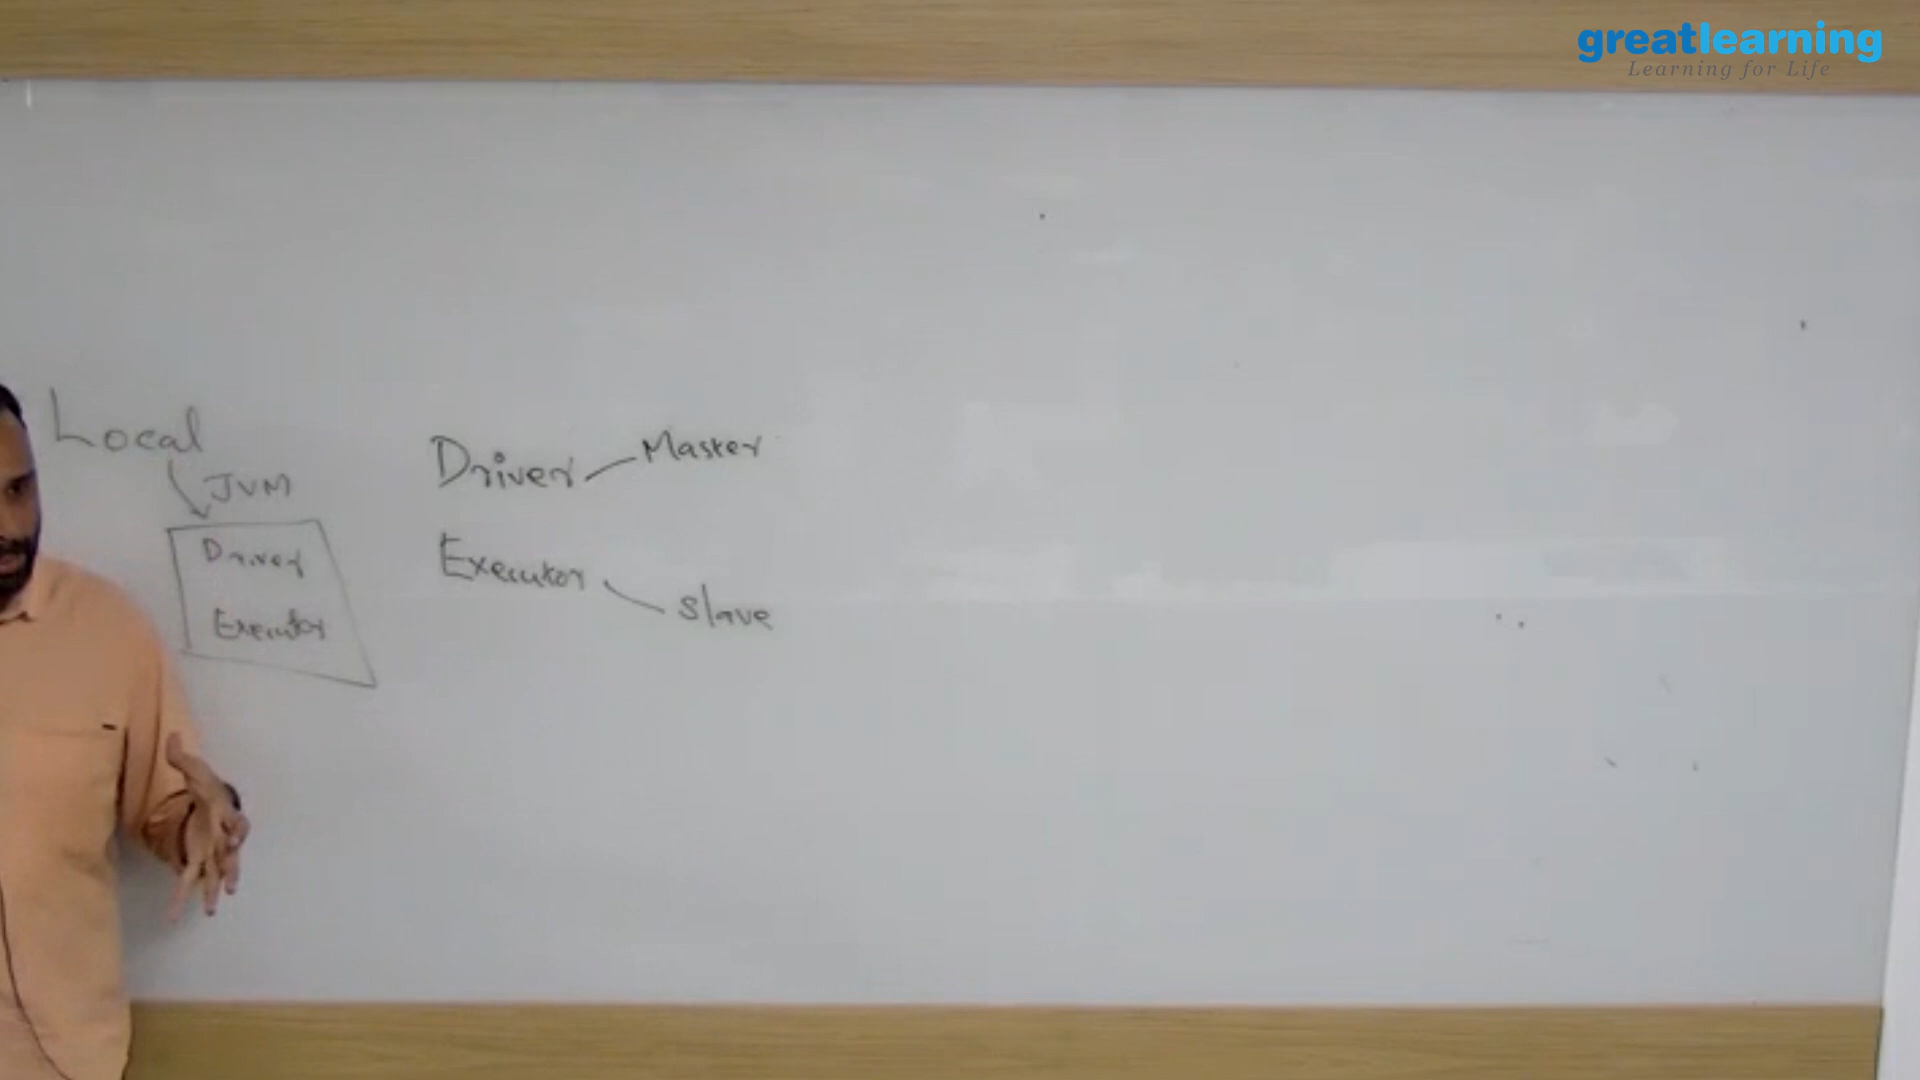 greatlearning
Learning for Life
Local
JVM
Driver
Executor
Driver — Master
Executor — Slave